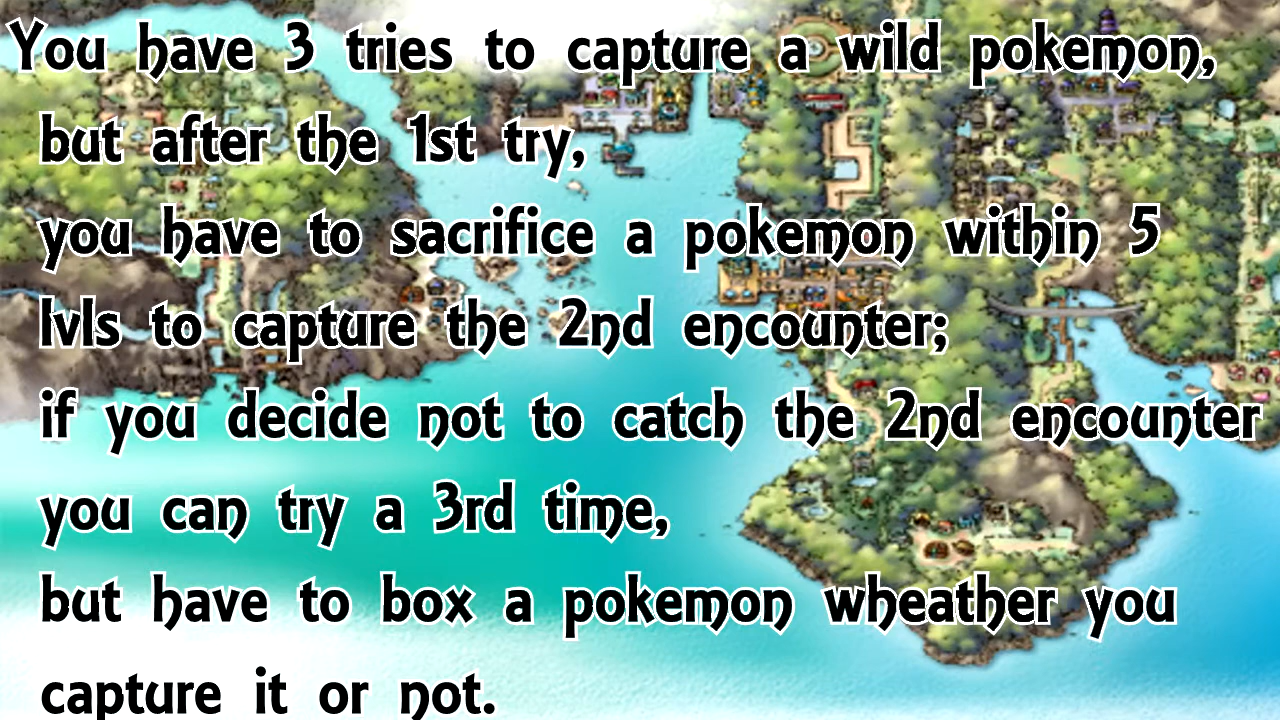 You have 3 tries to capture a wild pokemon,
but after the 1st try,
you have to sacrifice a pokemon within 5
lvls to capture the 2nd encounter;
if you decide not to catch the 2nd encounter
you can try a 3rd time,
but have to box a pokemon wheather you
capture it or not.